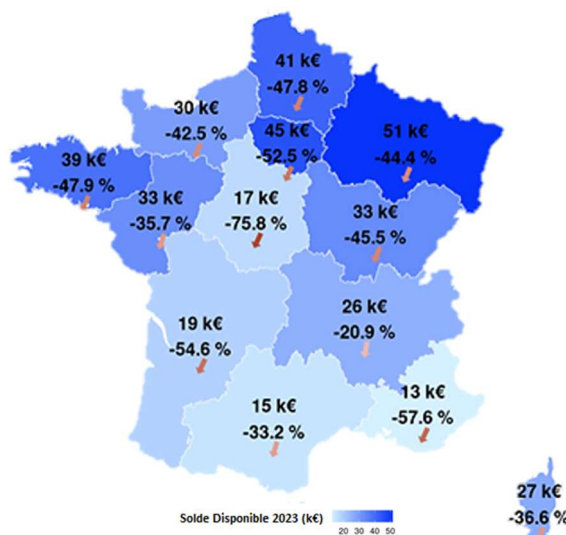 41 k€
-47.8 %
30 k€
-42.5 %
45 k€
-52.5 %
51 k€
-44.4 %
39 k€
-47.9 %
33 k€
-35.7 %
17 k€
-75.8 %
33 k€
-45.5 %
26 k€
-20.9 %
19 k€
-54.6 %
15 k€
-33.2 %
13 k€
-57.6 %
27 k€
-36.6 %
Solde Disponible 2023 (k€)
20 30 40 50